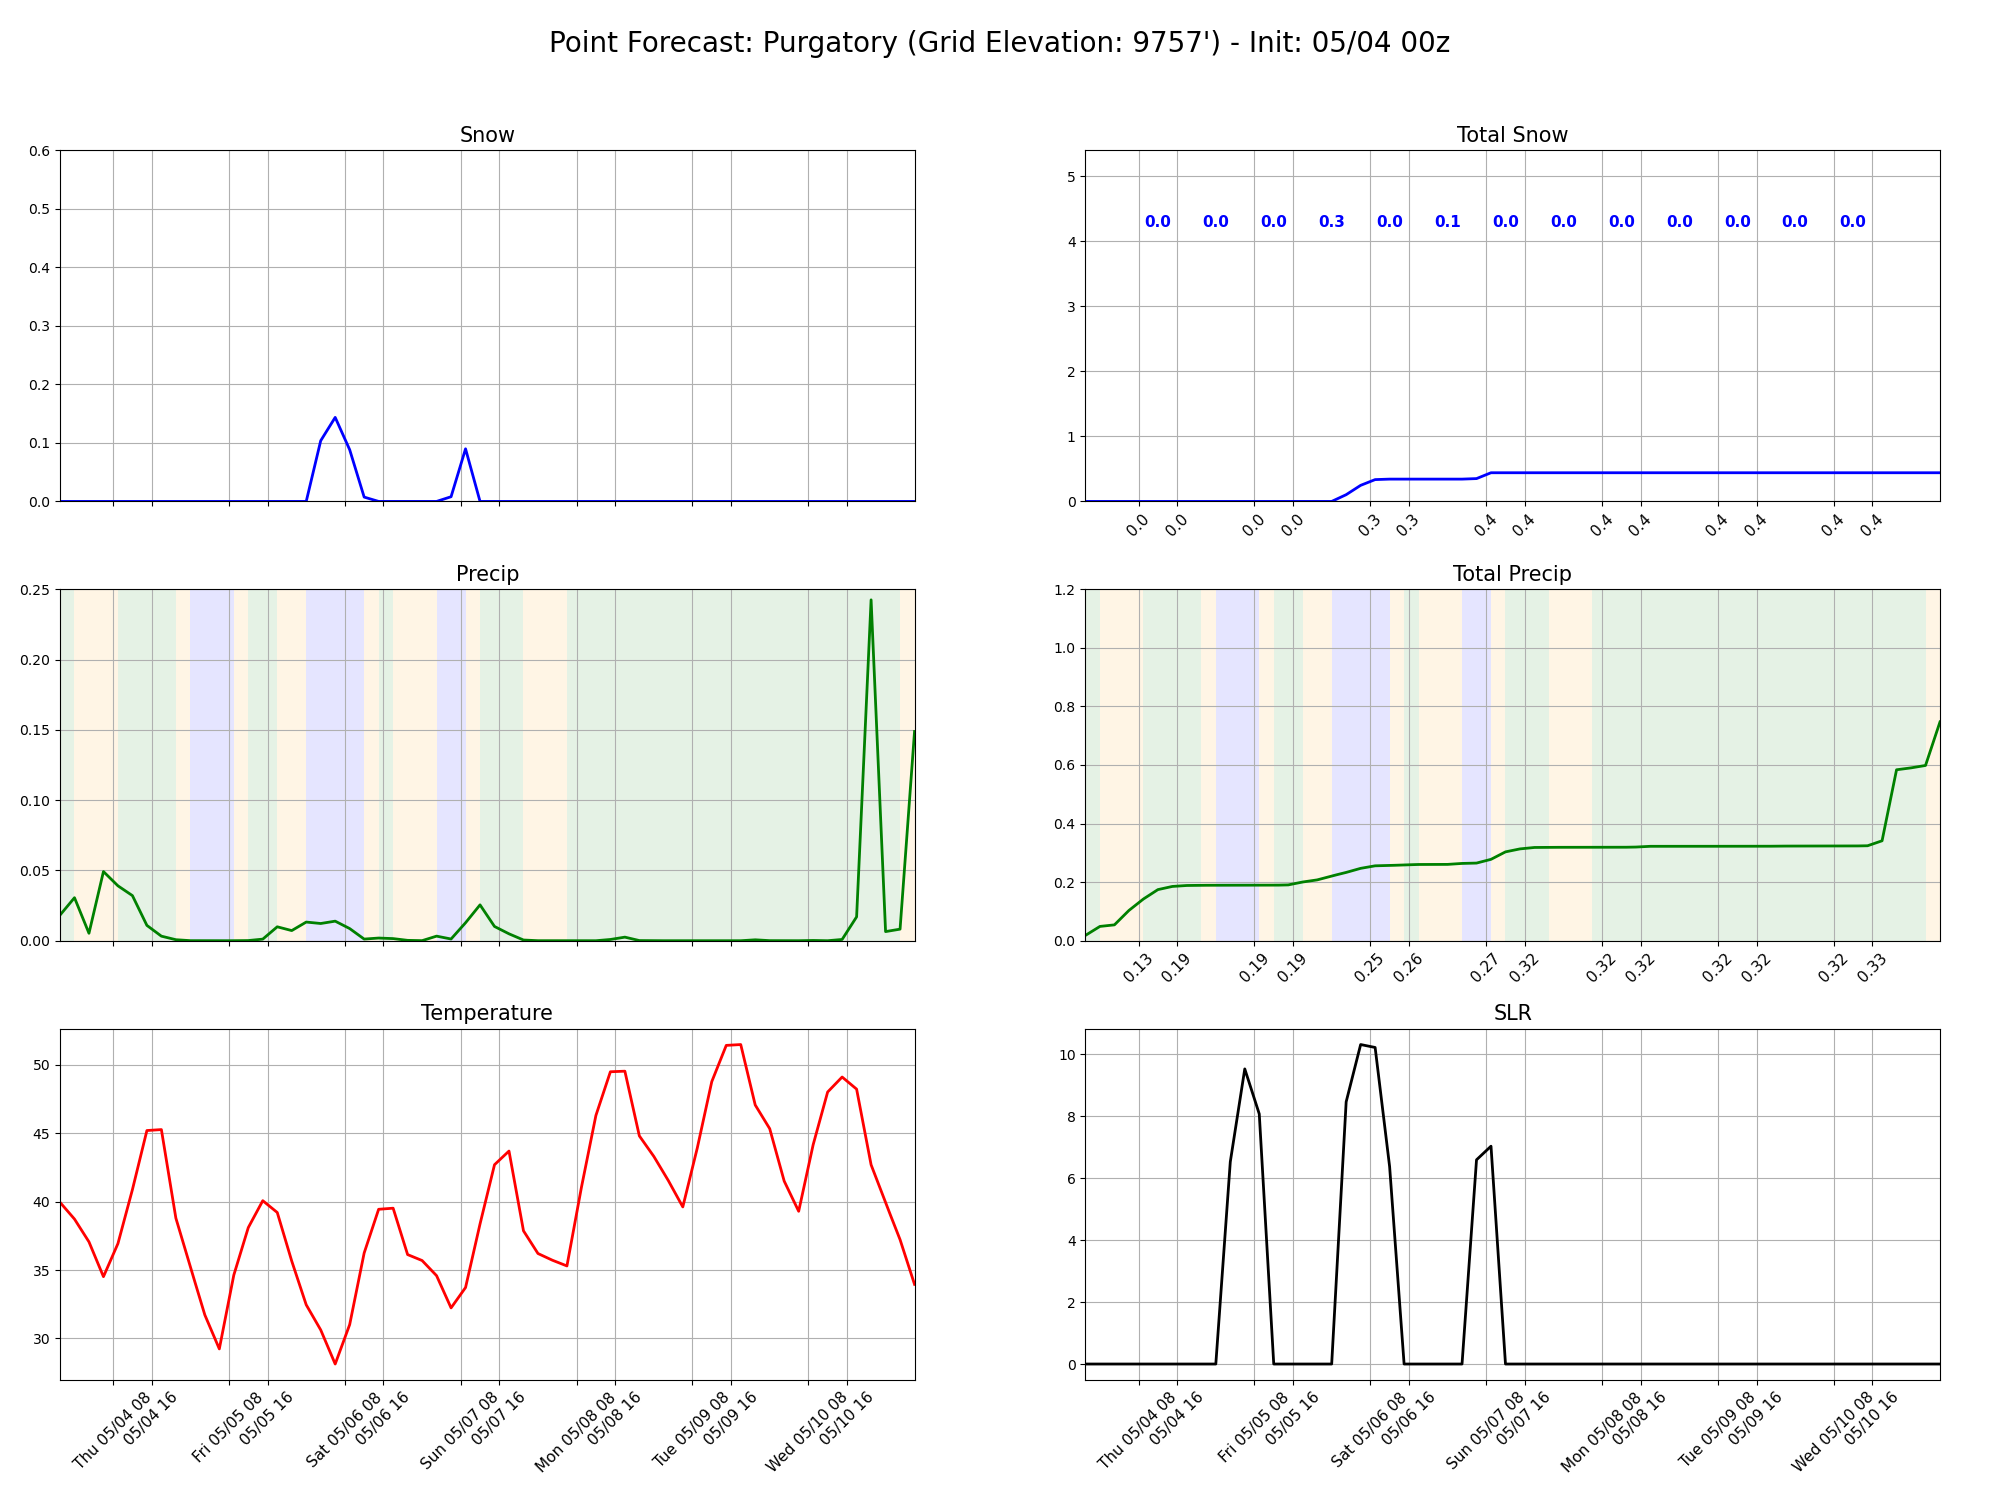 Point Forecast: Purgatory (Grid Elevation: 9757') - Init: 05/04 00z
Snow
0.6
0.5
0.4
0.3
0.2
0.1
0.0
Total Snow
5
4
3
2
1
0
0.0 0.0 0.0 0.3 0.0 0.1 0.0 0.0 0.0 0.0 0.0 0.0 0.0
0.0 0.0 0.0 0.0 0.3 0.3 0.4 0.4 0.4 0.4 0.4 0.4 0.4 0.4
Precip
0.25
0.20
0.15
0.10
0.05
0.00
Total Precip
1.2
1.0
0.8
0.6
0.4
0.2
0.0
0.13 0.19 0.19 0.19 0.25 0.26 0.27 0.32 0.32 0.32 0.32 0.32 0.32 0.33
Temperature
50
45
40
35
30
Thu 05/04 08
05/04 16
Fri 05/05 08
05/05 16
Sat 05/06 08
05/06 16
Sun 05/07 08
05/07 16
Mon 05/08 08
05/08 16
Tue 05/09 08
05/09 16
Wed 05/10 08
05/10 16
SLR
10
8
6
4
2
0
Thu 05/04 08
05/04 16
Fri 05/05 08
05/05 16
Sat 05/06 08
05/06 16
Sun 05/07 08
05/07 16
Mon 05/08 08
05/08 16
Tue 05/09 08
05/09 16
Wed 05/10 08
05/10 16